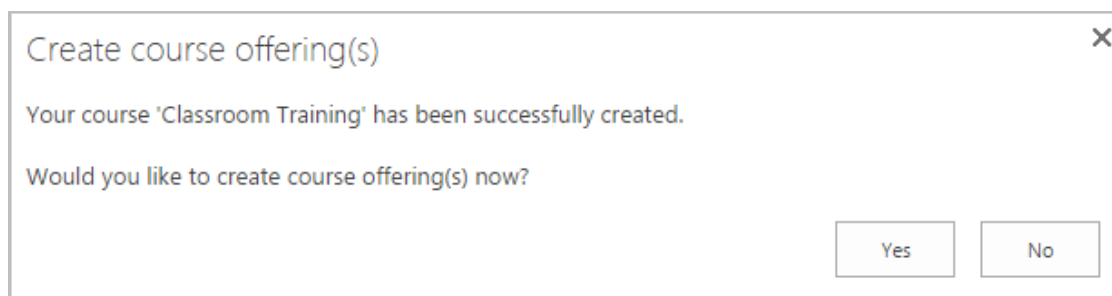 Create course offering(s)
Your course 'Classroom Training' has been successfully created.
Would you like to create course offering(s) now?
Yes No